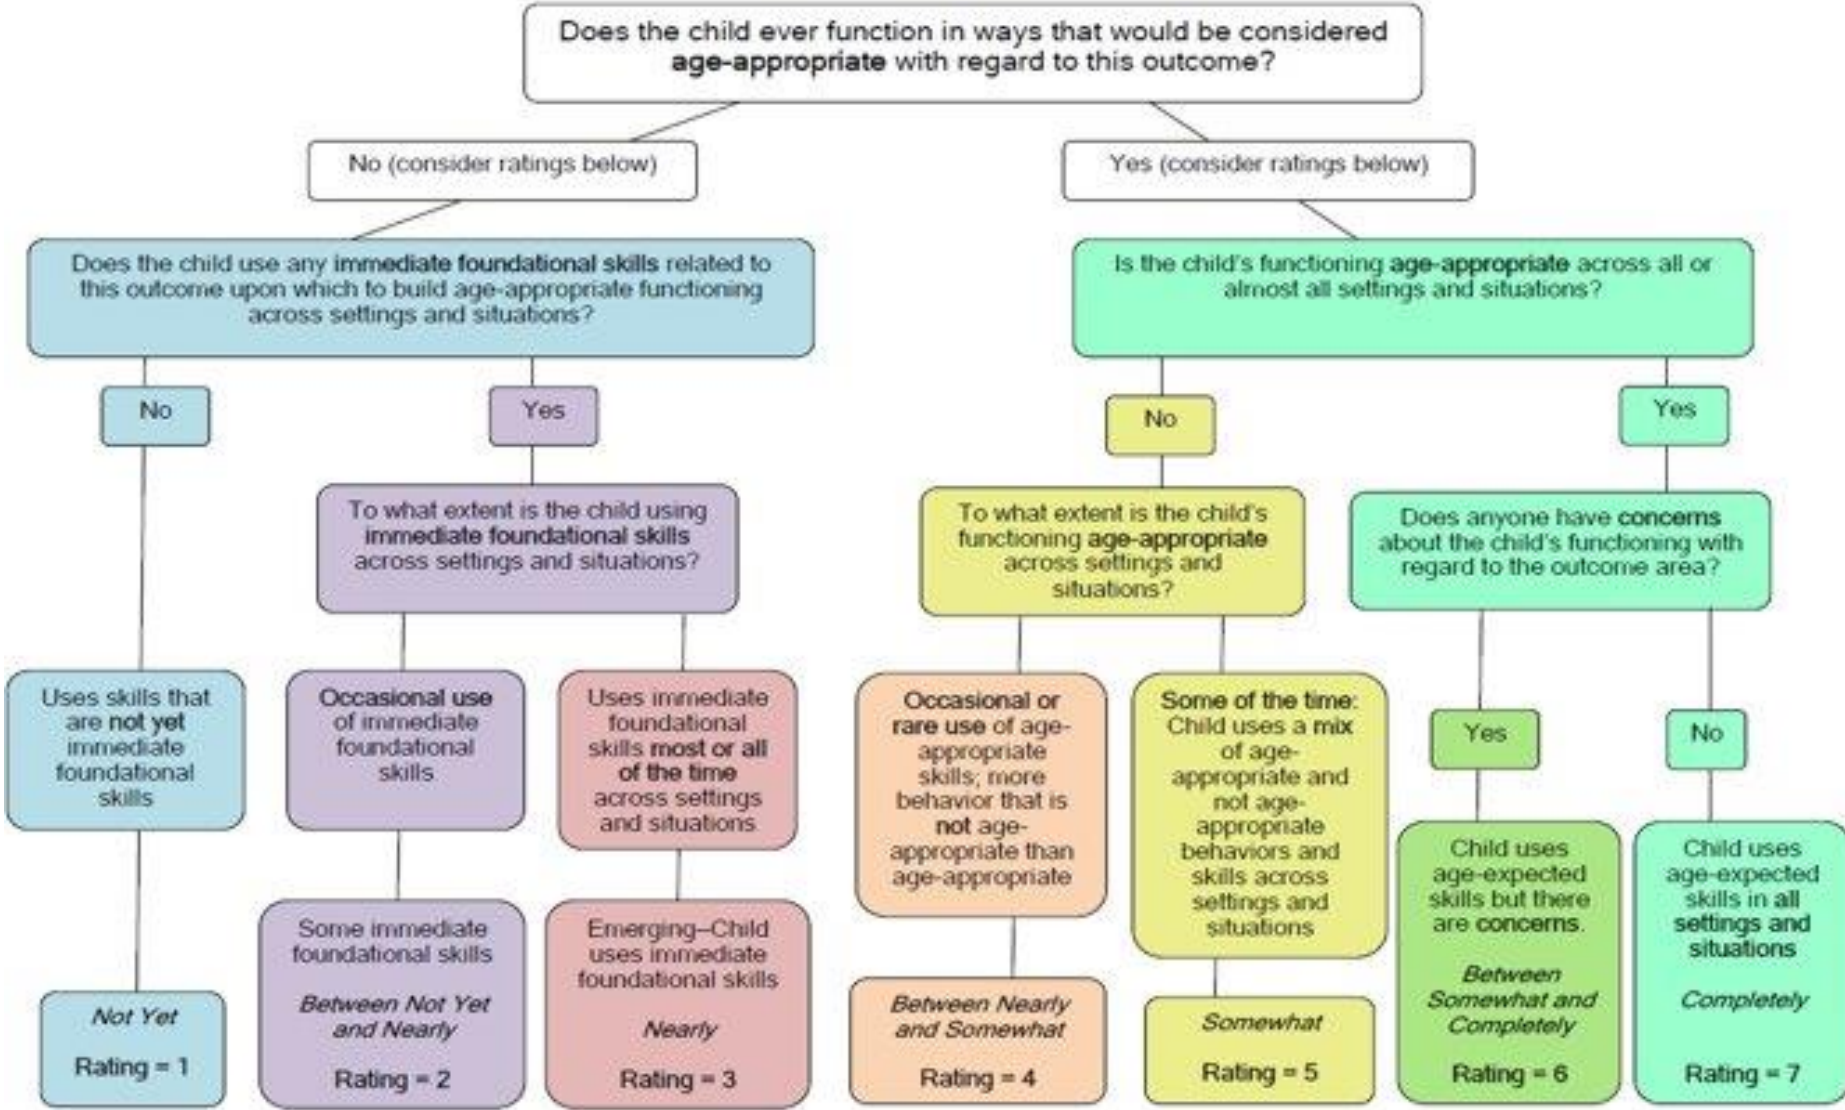 Does the child ever function in ways that would be considered
age-appropriate with regard to this outcome?
No (consider ratings below)
Yes (consider ratings below)
Does the child use any immediate foundational skills related to
this outcome upon which to build age-appropriate functioning
across settings and situations?
Is the child's functioning age-appropriate across all or
almost all settings and situations?
No
Yes
No
Yes
To what extent is the child using
immediate foundational skills
across settings and situations?
To what extent is the child's
functioning age-appropriate
across settings and
situations?
Does anyone have concerns
about the child's functioning with
regard to the outcome area?
Uses skills that
are not yet
immediate
foundational
skills
Occasional use
of immediate
foundational
skills
Uses immediate
foundational
skills most or all
of the time
across settings
and situations
Occasional or
rare use of age-
appropriate
skills; more
behavior that is
not age-
appropriate than
age-appropriate
Some of the time:
Child uses a mix
of age-
appropriate and
not age-
appropriate
behaviors and
skills across
settings and
situations
Yes
No
Not Yet
Rating = 1
Some immediate
foundational skills
Between Not Yet
and Nearly
Rating = 2
Emerging–Child
uses immediate
foundational skills
Nearly
Rating = 3
Between Nearly
and Somewhat
Rating = 4
Somewhat
Rating = 5
Child uses
age-expected
skills but there
are concerns.
Between
Somewhat and
Completely
Rating = 6
Child uses
age-expected
skills in all
settings and
situations
Completely
Rating = 7